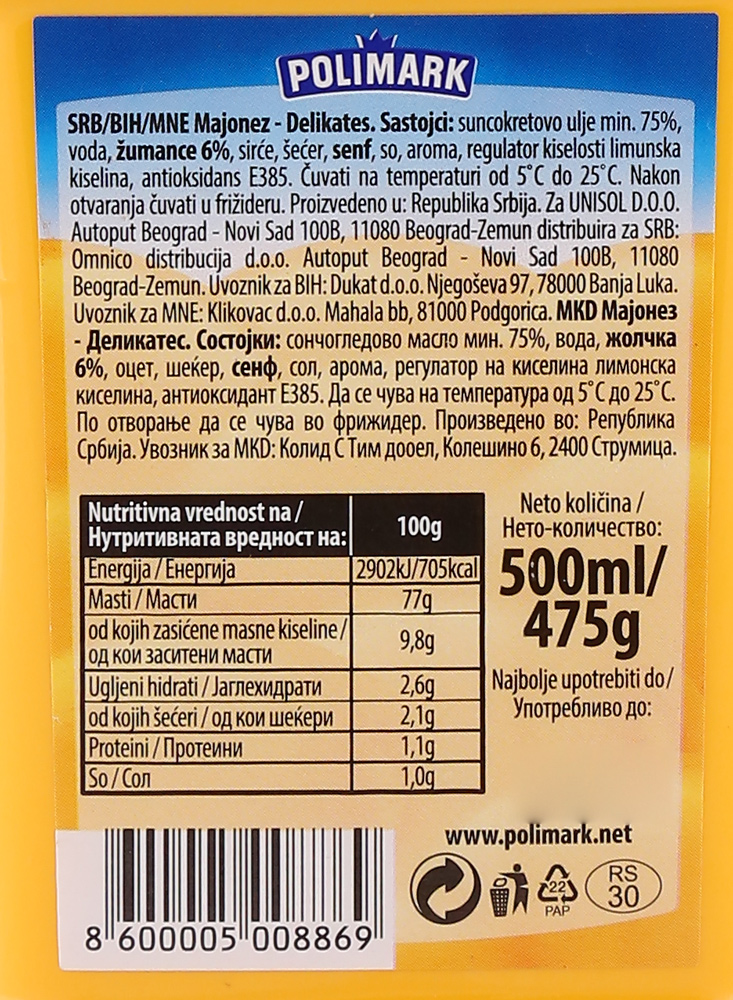 POLIMARK
SRB/BIH/MNE Majonez - Delikates. Sastojci: suncokretovo ulje min. 75%,
voda, žumance 6%, sirće, šećer, senf, so, aroma, regulator kiselosti limunska
kiselina, antioksidans E385. Čuvati na temperaturi od 5°C do 25°C. Nakon
otvaranja čuvati u frižideru. Proizvedeno u: Republika Srbija. Za UNISOL D.O.O.
Autoput Beograd - Novi Sad 100B, 11080 Beograd-Zemun distribuira za SRB:
Omnico distribucija d.o.o. Autoput Beograd - Novi Sad 100B, 11080
Beograd-Zemun. Uvoznik za BIH: Dukat d.o.o. Njegoševa 97, 78000 Banja Luka.
Uvoznik za MNE: Klikovac d.o.o. Mahala bb, 81000 Podgorica. MKD Мајонез
- Деликатес. Состојки: сончогледово масло мин. 75%, вода, жолчка
6%, оцет, шеќер, сенф, сол, арома, регулатор на киселина лимонска
киселина, антиоксидант E385. Да се чува на температура од 5°C до 25°C.
По отворање да се чува во фрижидер. Произведено во: Република
Србија. Увозник за MKD: Колид С Тим дооел, Колешино 6, 2400 Струмица.
Nutritivna vrednost na /
Нутритивната вредност на:
100g
Energija / Енергија 2902kJ/705kcal
Masti / Масти 77g
od kojih zasićene masne kiseline /
од кои заситени масти
9,8g
Ugljeni hidrati / Јаглехидрати 2,6g
od kojih šećeri / од кои шеќери 2,1g
Proteini / Протеини 1,1g
So / Сол 1,0g
Neto količina /
Нето-количество:
500ml/
475g
Najbolje upotrebiti do /
Употребливо до:
www.polimark.net
22
PAP
RS
30
8 600005 008869